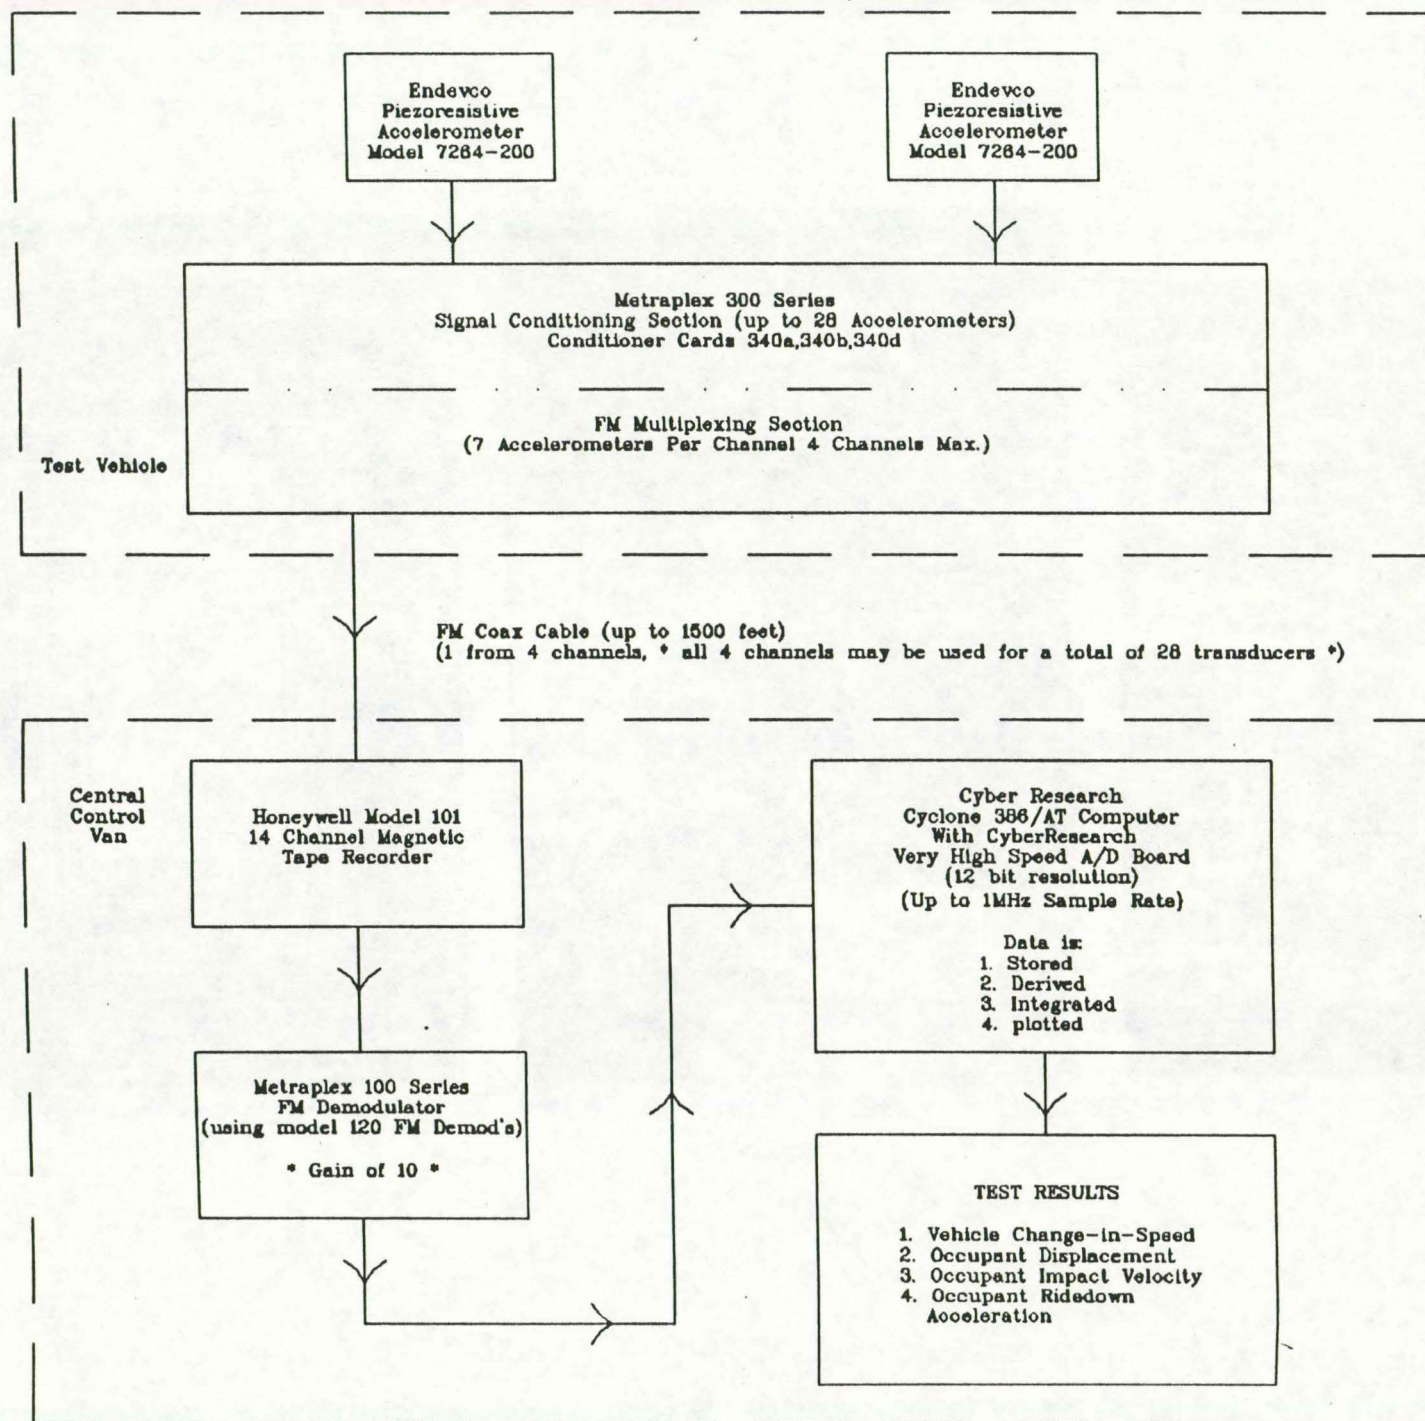 Endevco
Piezoresistive
Accelerometer
Model 7264-200
Endevco
Piezoresistive
Accelerometer
Model 7264-200
Metraplex 300 Series
Signal Conditioning Section (up to 28 Accelerometers)
Conditioner Cards 340a,340b,340d
FM Multiplexing Section
(7 Accelerometers Per Channel 4 Channels Max.)
Test Vehicle
FM Coax Cable (up to 1500 feet)
(1 from 4 channels, * all 4 channels may be used for a total of 28 transducers *)
Central
Control
Van
Honeywell Model 101
14 Channel Magnetic
Tape Recorder
Metraplex 100 Series
FM Demodulator
(using model 120 FM Demod's)
* Gain of 10 *
Cyber Research
Cyclone 386/AT Computer
With CyberResearch
Very High Speed A/D Board
(12 bit resolution)
(Up to 1MHz Sample Rate)
Data is:
1. Stored
2. Derived
3. Integrated
4. plotted
TEST RESULTS
1. Vehicle Change-in-Speed
2. Occupant Displacement
3. Occupant Impact Velocity
4. Occupant Ridedown
Acceleration